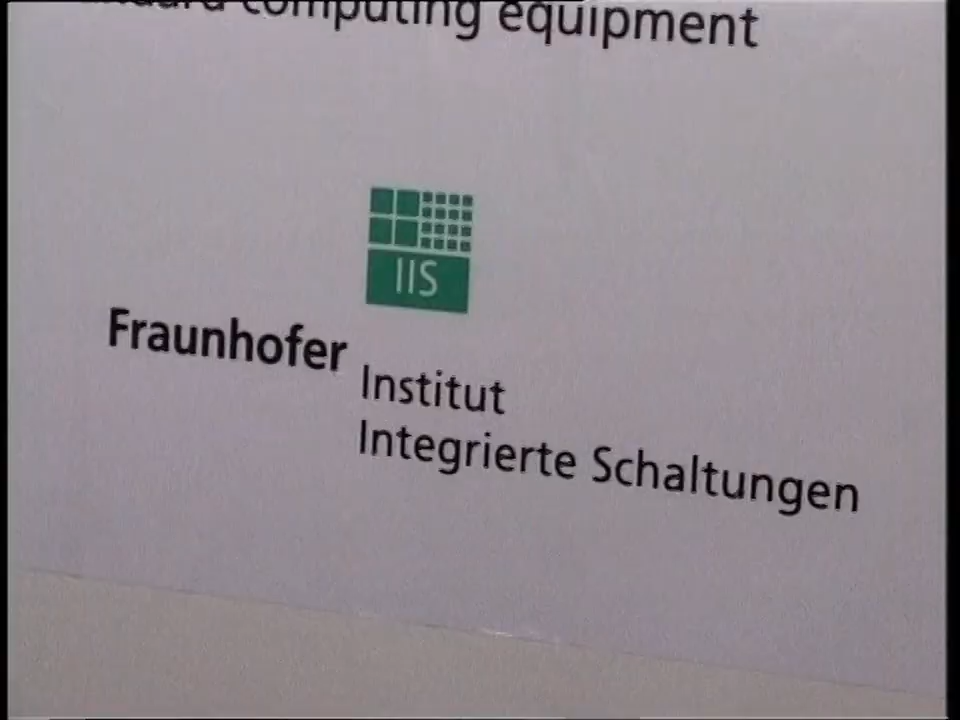 computing equipment
IIS
Fraunhofer
Institut
Integrierte Schaltungen